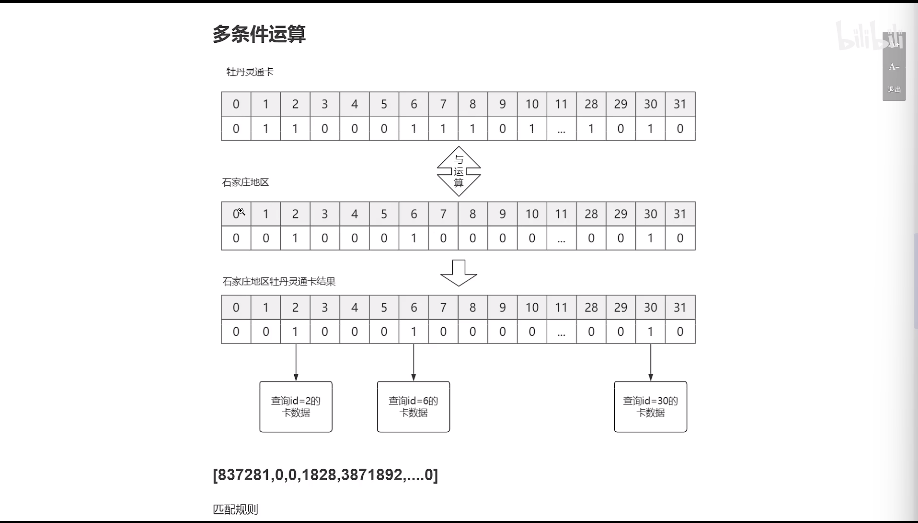 bilibili
多条件运算
A-
牡丹灵通卡
0 1 2 3 4 5 6 7 8 9 10 11 28 29 30 31
0 1 1 0 0 0 1 1 1 0 1 ... 1 0 1 0
与
运
算
石家庄地区
0 1 2 3 4 5 6 7 8 9 10 11 28 29 30 31
0 0 1 0 0 0 1 0 0 0 0 ... 0 0 1 0
石家庄地区牡丹灵通卡结果
0 1 2 3 4 5 6 7 8 9 10 11 28 29 30 31
0 0 1 0 0 0 1 0 0 0 0 ... 0 0 1 0
查询id=2的
卡数据
查询id=6的
卡数据
查询id=30的
卡数据
[837281,0,0,1828,3871892,....0]
匹配规则